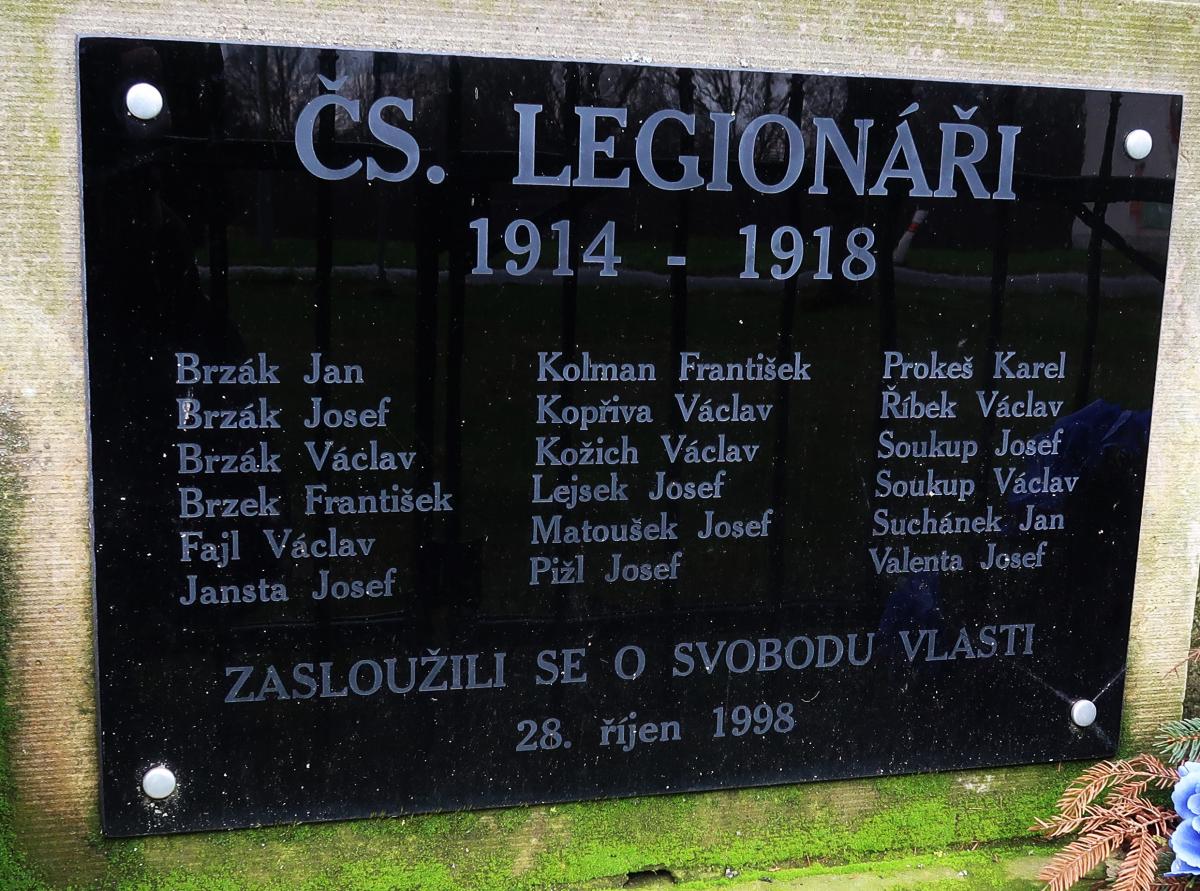 ČS. LEGIONÁŘI
1914 - 1918
Brzák Jan
Brzák Josef
Brzák Václav
Brzek František
Fajl Václav
Jansta Josef
Kolman František
Kopřiva Václav
Kožich Václav
Lejsek Josef
Matoušek Josef
Pižl Josef
Prokeš Karel
Říbek Václav
Soukup Josef
Soukup Václav
Suchánek Jan
Valenta Josef
ZASLOUŽILI SE O SVOBODU VLASTI
28. říjen 1998